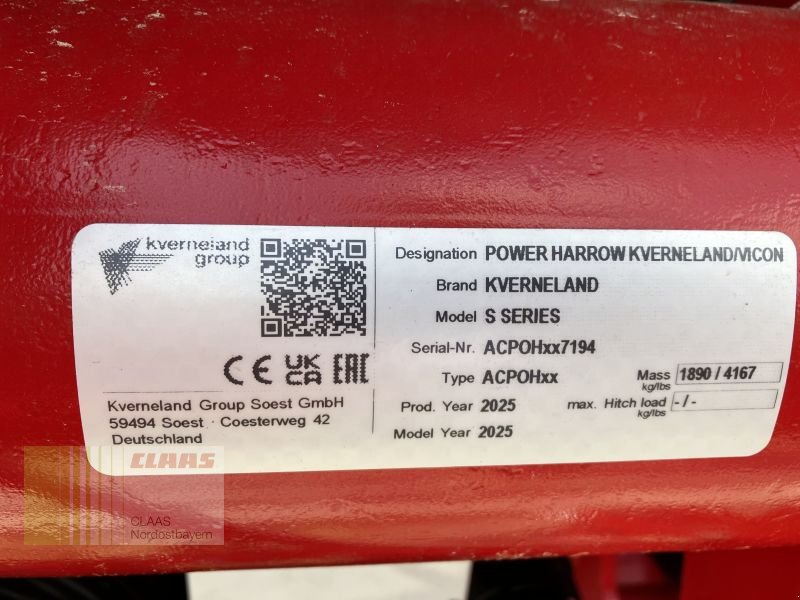 kverneland
group
CE UK CA EAC
Kverneland Group Soest GmbH
59494 Soest · Coesterweg 42
Deutschland
Designation POWER HARROW KVERNELAND/VICON
Brand KVERNELAND
Model S SERIES
Serial-Nr. ACPOHxx7194
Type ACPOHxx
Mass kg/lbs 1890 / 4167
Prod. Year 2025
max. Hitch load kg/lbs - / -
Model Year 2025
CLAAS
CLAAS
Nordostbayern